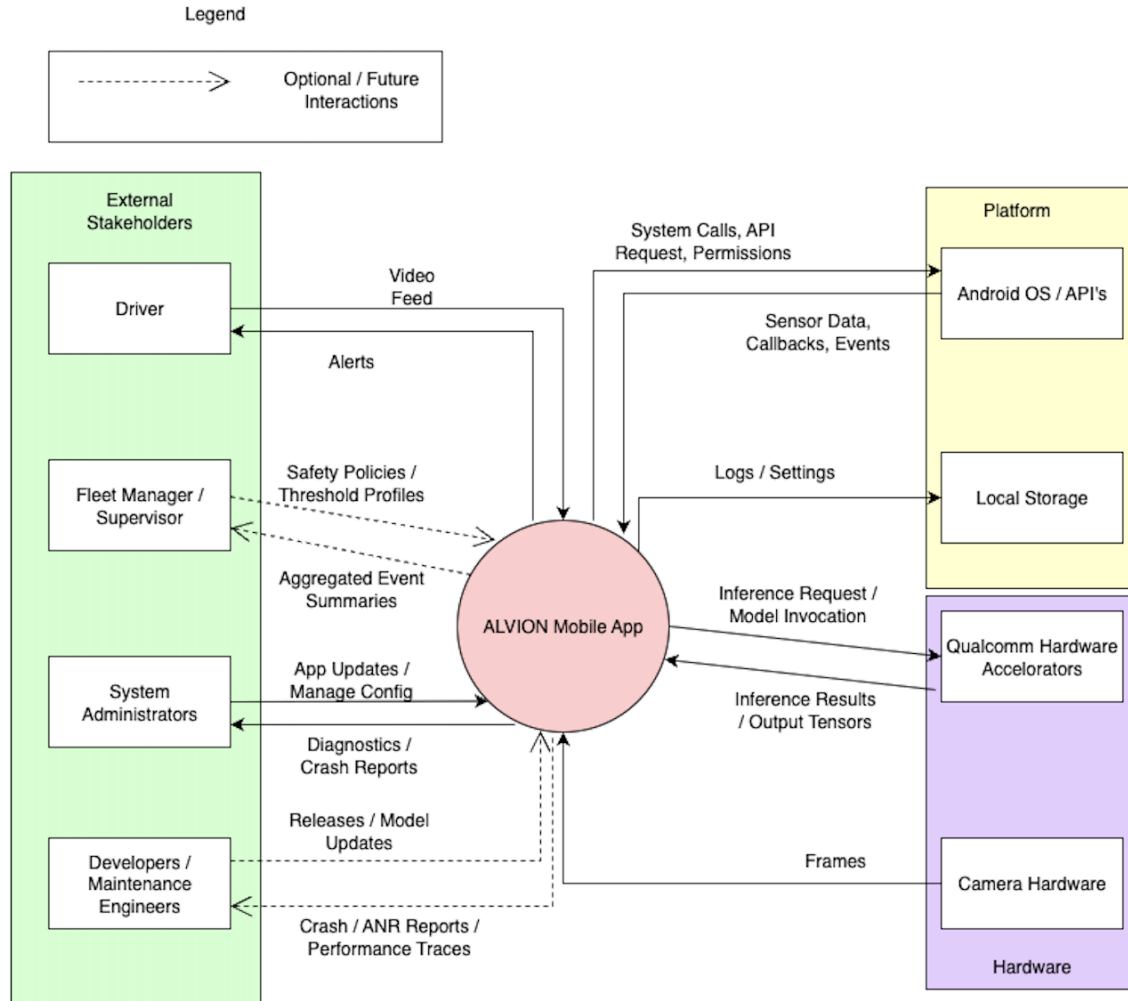 Legend
Optional / Future
Interactions
External
Stakeholders
Driver
Video
Feed
Alerts
Fleet Manager /
Supervisor
Safety Policies /
Threshold Profiles
Aggregated Event
Summaries
System
Administrators
App Updates /
Manage Config
Diagnostics /
Crash Reports
Developers /
Maintenance
Engineers
Releases / Model
Updates
Crash / ANR Reports /
Performance Traces
ALVION Mobile App
Platform
System Calls, API
Request, Permissions
Android OS / API's
Sensor Data,
Callbacks, Events
Logs / Settings
Local Storage
Inference Request /
Model Invocation
Qualcomm Hardware
Accelorators
Inference Results
/ Output Tensors
Frames
Camera Hardware
Hardware